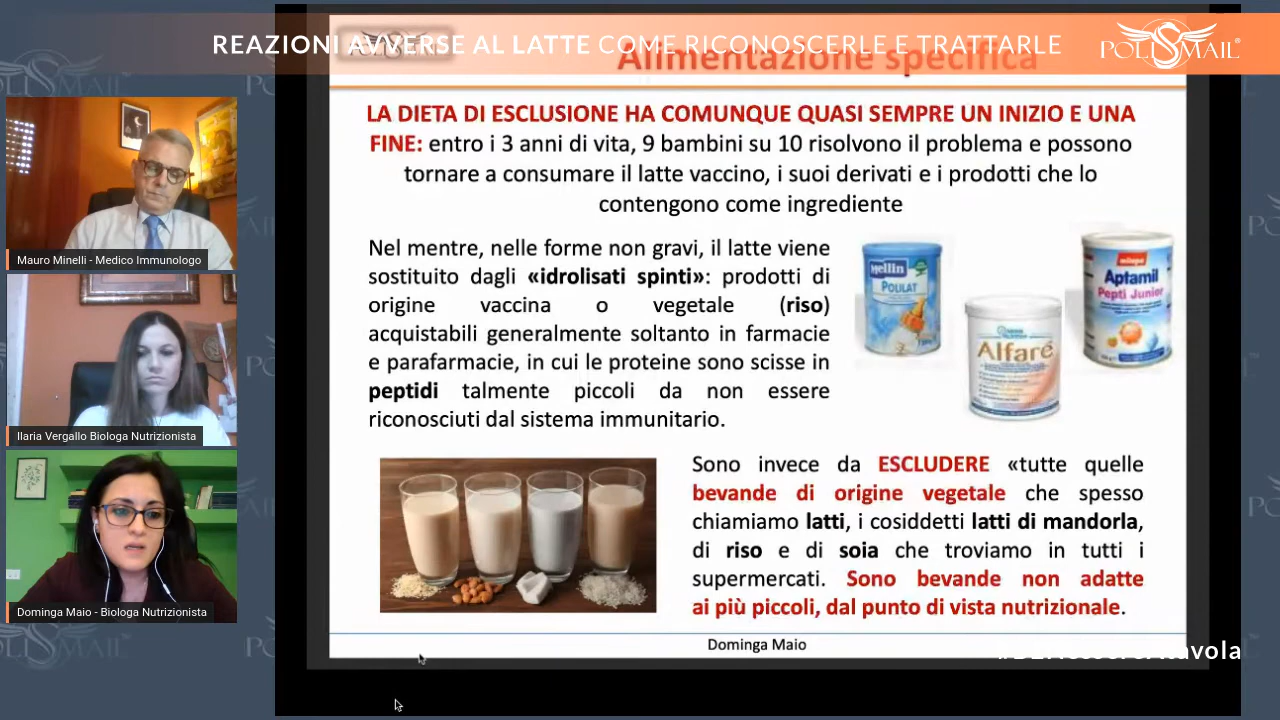 REAZIONI AVVERSE AL LATTE COME RICONOSCERLE E TRATTARLE
POLISMAIL®
Alimentazione specifica
LA DIETA DI ESCLUSIONE HA COMUNQUE QUASI SEMPRE UN INIZIO E UNA
FINE: entro i 3 anni di vita, 9 bambini su 10 risolvono il problema e possono
tornare a consumare il latte vaccino, i suoi derivati e i prodotti che lo
contengono come ingrediente
Nel mentre, nelle forme non gravi, il latte viene
sostituito dagli «idrolisati spinti»: prodotti di
origine vaccina o vegetale (riso)
acquistabili generalmente soltanto in farmacie
e parafarmacie, in cui le proteine sono scisse in
peptidi talmente piccoli da non essere
riconosciuti dal sistema immunitario.
Mellin
POLILAT
Alfaré
milupa
Aptamil
Pepti Junior
Sono invece da ESCLUDERE «tutte quelle
bevande di origine vegetale che spesso
chiamiamo latti, i cosiddetti latti di mandorla,
di riso e di soia che troviamo in tutti i
supermercati. Sono bevande non adatte
ai più piccoli, dal punto di vista nutrizionale.
Dominga Maio
Mauro Minelli - Medico Immunologo
Ilaria Vergallo Biologa Nutrizionista
Dominga Maio - Biologa Nutrizionista